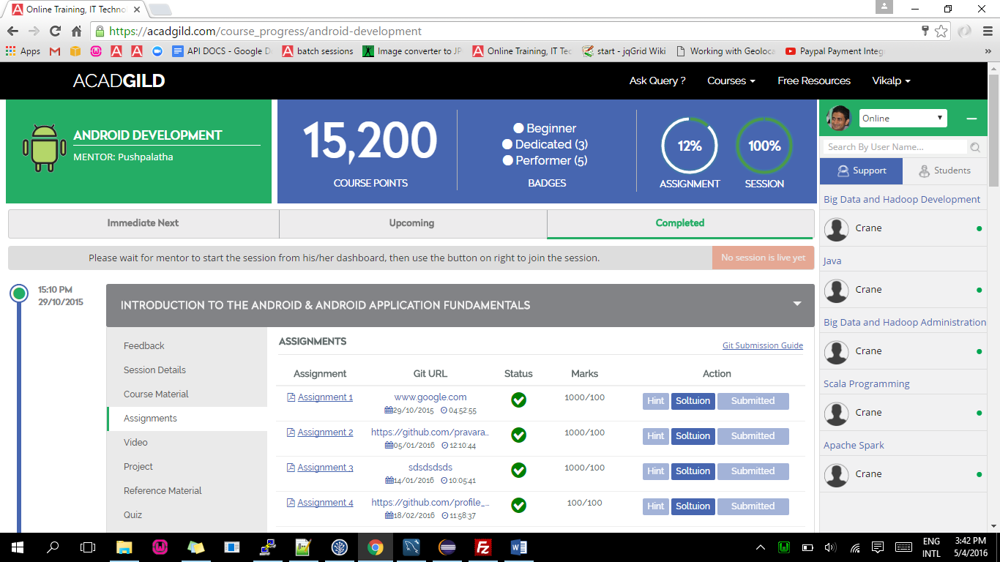 Online Training, IT Techno
https://acadgild.com/course_progress/android-development
Apps
API DOCS - Google D
batch sessions
Image converter to JP
Online Training, IT Tec
start - jqGrid Wiki
Working with Geoloca
Paypal Payment Integ
»
ACADGILD
Ask Query ?
Courses
Free Resources
Vikalp
ANDROID DEVELOPMENT
MENTOR: Pushpalatha
15,200
COURSE POINTS
Beginner
Dedicated (3)
Performer (5)
BADGES
12%
ASSIGNMENT
100%
SESSION
Online
Search By User Name...
Support
Students
Big Data and Hadoop Development
Crane
Java
Crane
Big Data and Hadoop Administration
Crane
Scala Programming
Crane
Apache Spark
Crane
Immediate Next
Upcoming
Completed
Please wait for mentor to start the session from his/her dashboard, then use the button on right to join the session.
No session is live yet
15:10 PM
29/10/2015
INTRODUCTION TO THE ANDROID & ANDROID APPLICATION FUNDAMENTALS
Feedback
Session Details
Course Material
Assignments
Video
Project
Reference Material
Quiz
ASSIGNMENTS
Git Submission Guide
Assignment Git URL Status Marks Action
Assignment 1 www.google.com 1000/100 Hint Soltuion Submitted
29/10/2015 04:52:55
Assignment 2 https://github.com/pravara... 1000/100 Hint Soltuion Submitted
05/01/2016 12:10:44
Assignment 3 sdsdsdsds 1000/100 Hint Soltuion Submitted
14/01/2016 10:05:41
Assignment 4 https://github.com/profile_... 100/100 Hint Soltuion Submitted
18/02/2016 11:58:37
ENG
INTL
3:42 PM
5/4/2016